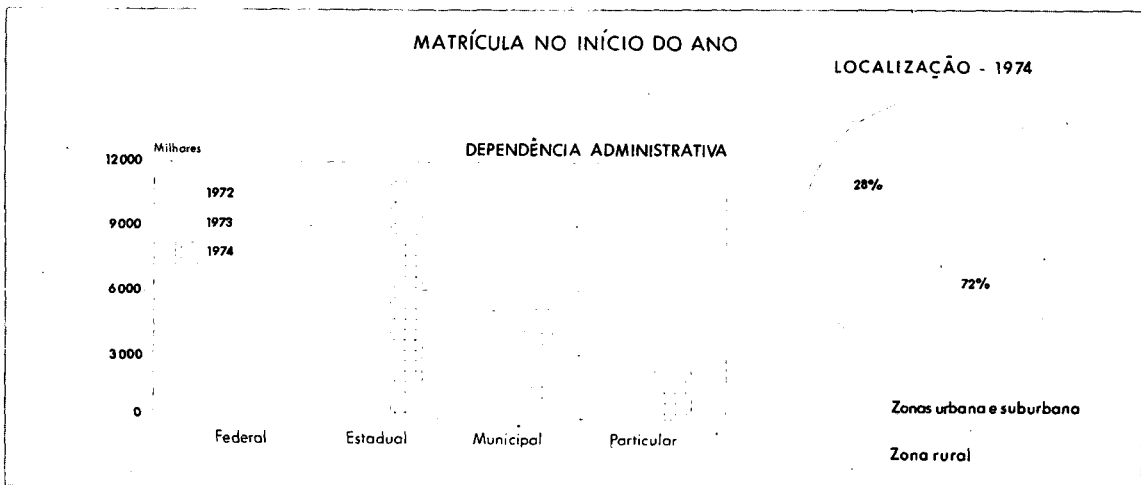 MATRÍCULA NO INÍCIO DO ANO
LOCALIZAÇÃO - 1974
DEPENDÊNCIA ADMINISTRATIVA
Milhares
12000
9000
6000
3000
0
1972
1973
1974
Federal
Estadual
Municipal
Particular
28%
72%
Zonas urbana e suburbana
Zona rural